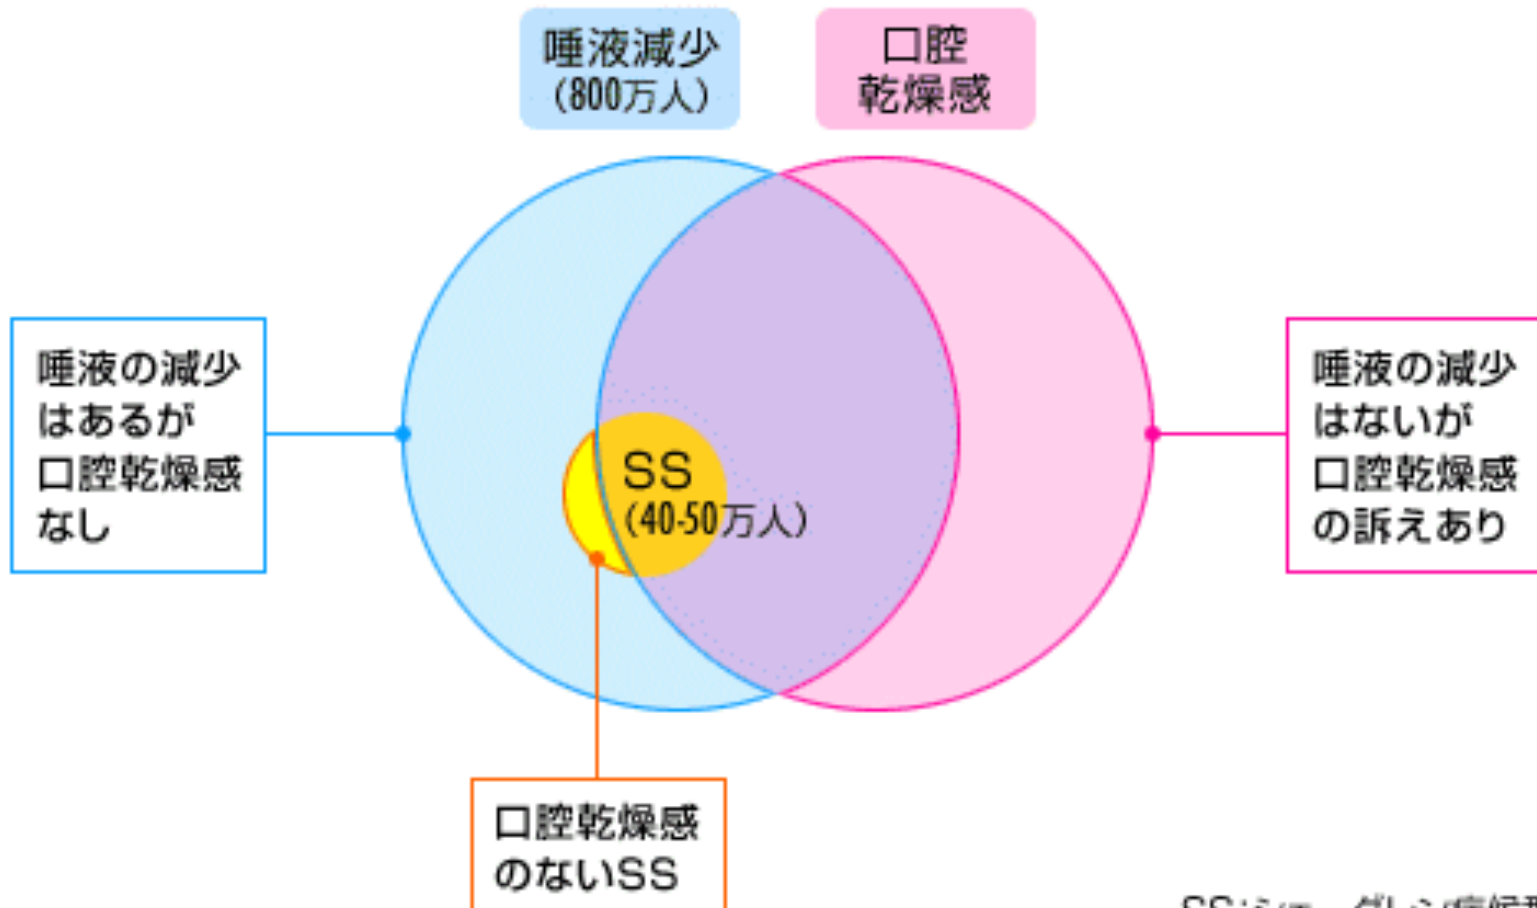 唾液減少
（800万人）
口腔
乾燥感
唾液の減少
はあるが
口腔乾燥感
なし
SS
（40-50万人）
唾液の減少
はないが
口腔乾燥感
の訴えあり
口腔乾燥感
のないSS